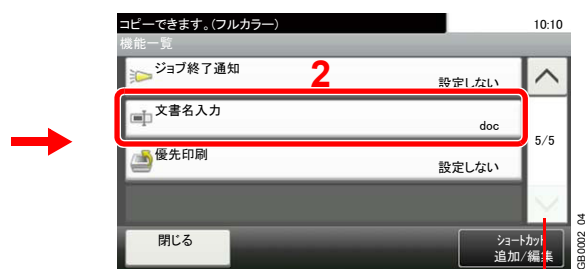 コピーできます。(フルカラー)
10:10
機能一覧
ジョブ終了通知
2
設定しない
文書名入力
doc
5/5
優先印刷
設定しない
閉じる
ショートカット
追加/編集
GB0002_04